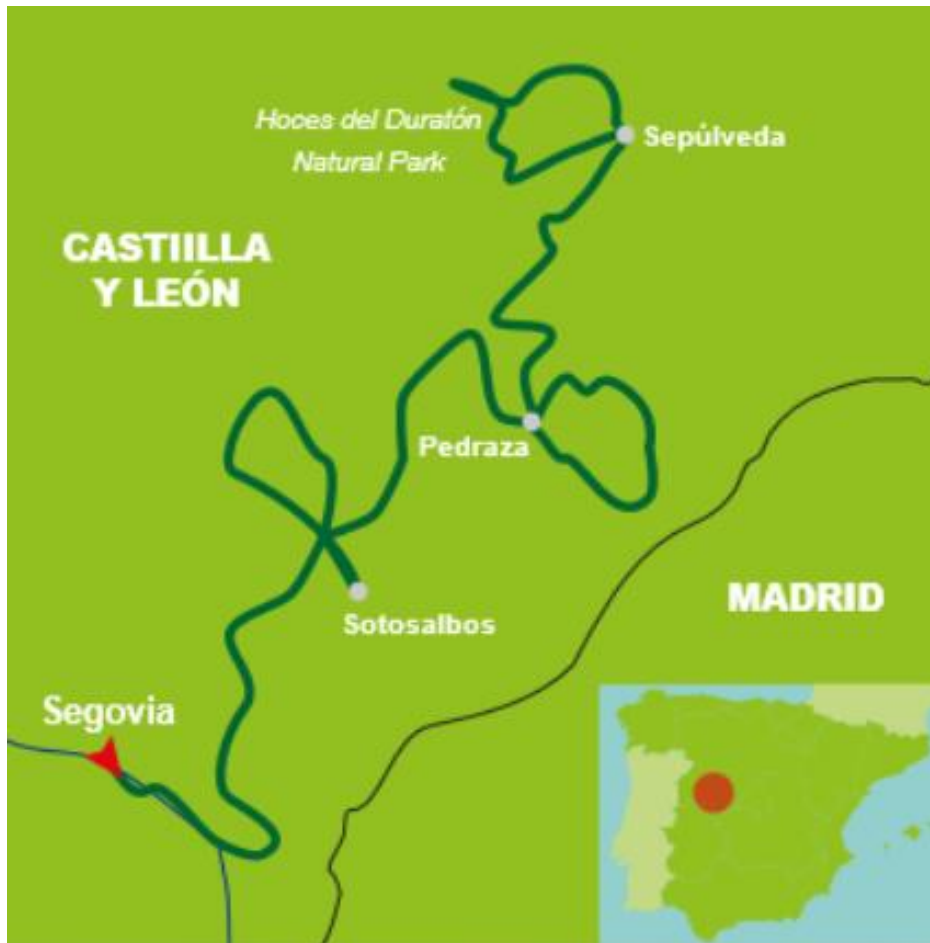 Hoces del Duratón
Natural Park
Sepúlveda
CASTIILLA
Y LEÓN
Pedraza
MADRID
Sotosalbos
Segovia